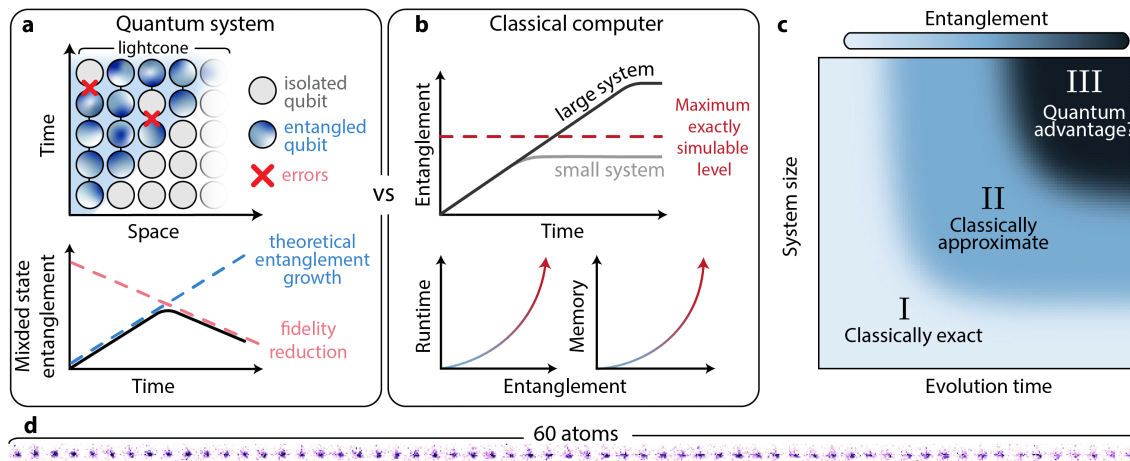 a
Quantum system
lightcone
Time
Space
isolated
qubit
entangled
qubit
errors
Mixded state
entanglement
Time
theoretical
entanglement
growth
fidelity
reduction
vs
b
Classical computer
Entanglement
large system
small system
Time
Maximum
exactly
simulable
level
Runtime
Memory
Entanglement
c
Entanglement
System size
III
Quantum
advantage?
II
Classically
approximate
I
Classically exact
Evolution time
d
60 atoms